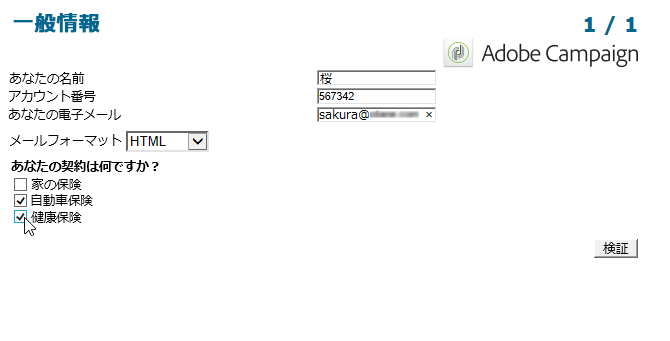 一般情報
1 / 1
Adobe Campaign
あなたの名前
桜
アカウント番号
567342
あなたの電子メール
sakura@
メールフォーマット HTML
あなたの契約は何ですか？
家の保険
自動車保険
健康保険
検証